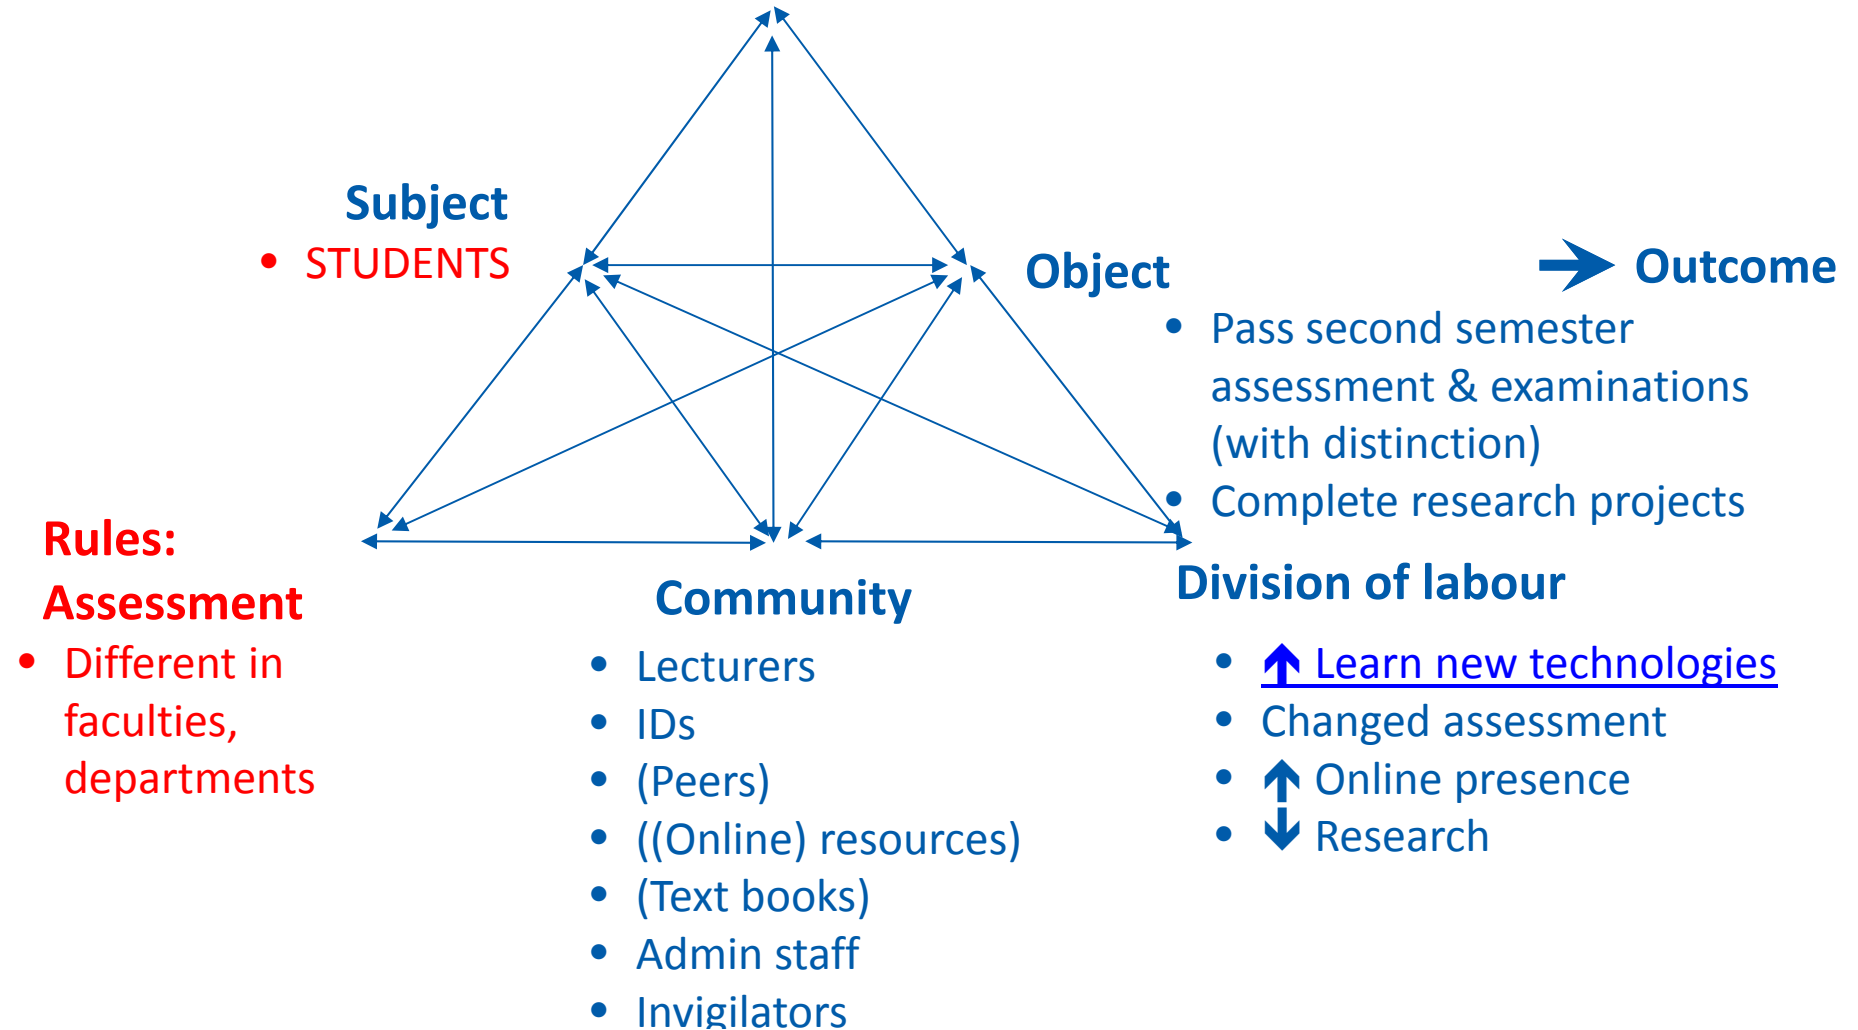 Subject
• STUDENTS
Object
➔ Outcome
• Pass second semester
assessment & examinations
(with distinction)
• Complete research projects
Rules:
Assessment
• Different in
faculties,
departments
Community
• Lecturers
• IDs
• (Peers)
• ((Online) resources)
• (Text books)
• Admin staff
• Invigilators
Division of labour
• ↑ Learn new technologies
• Changed assessment
• ↑ Online presence
• ↓ Research